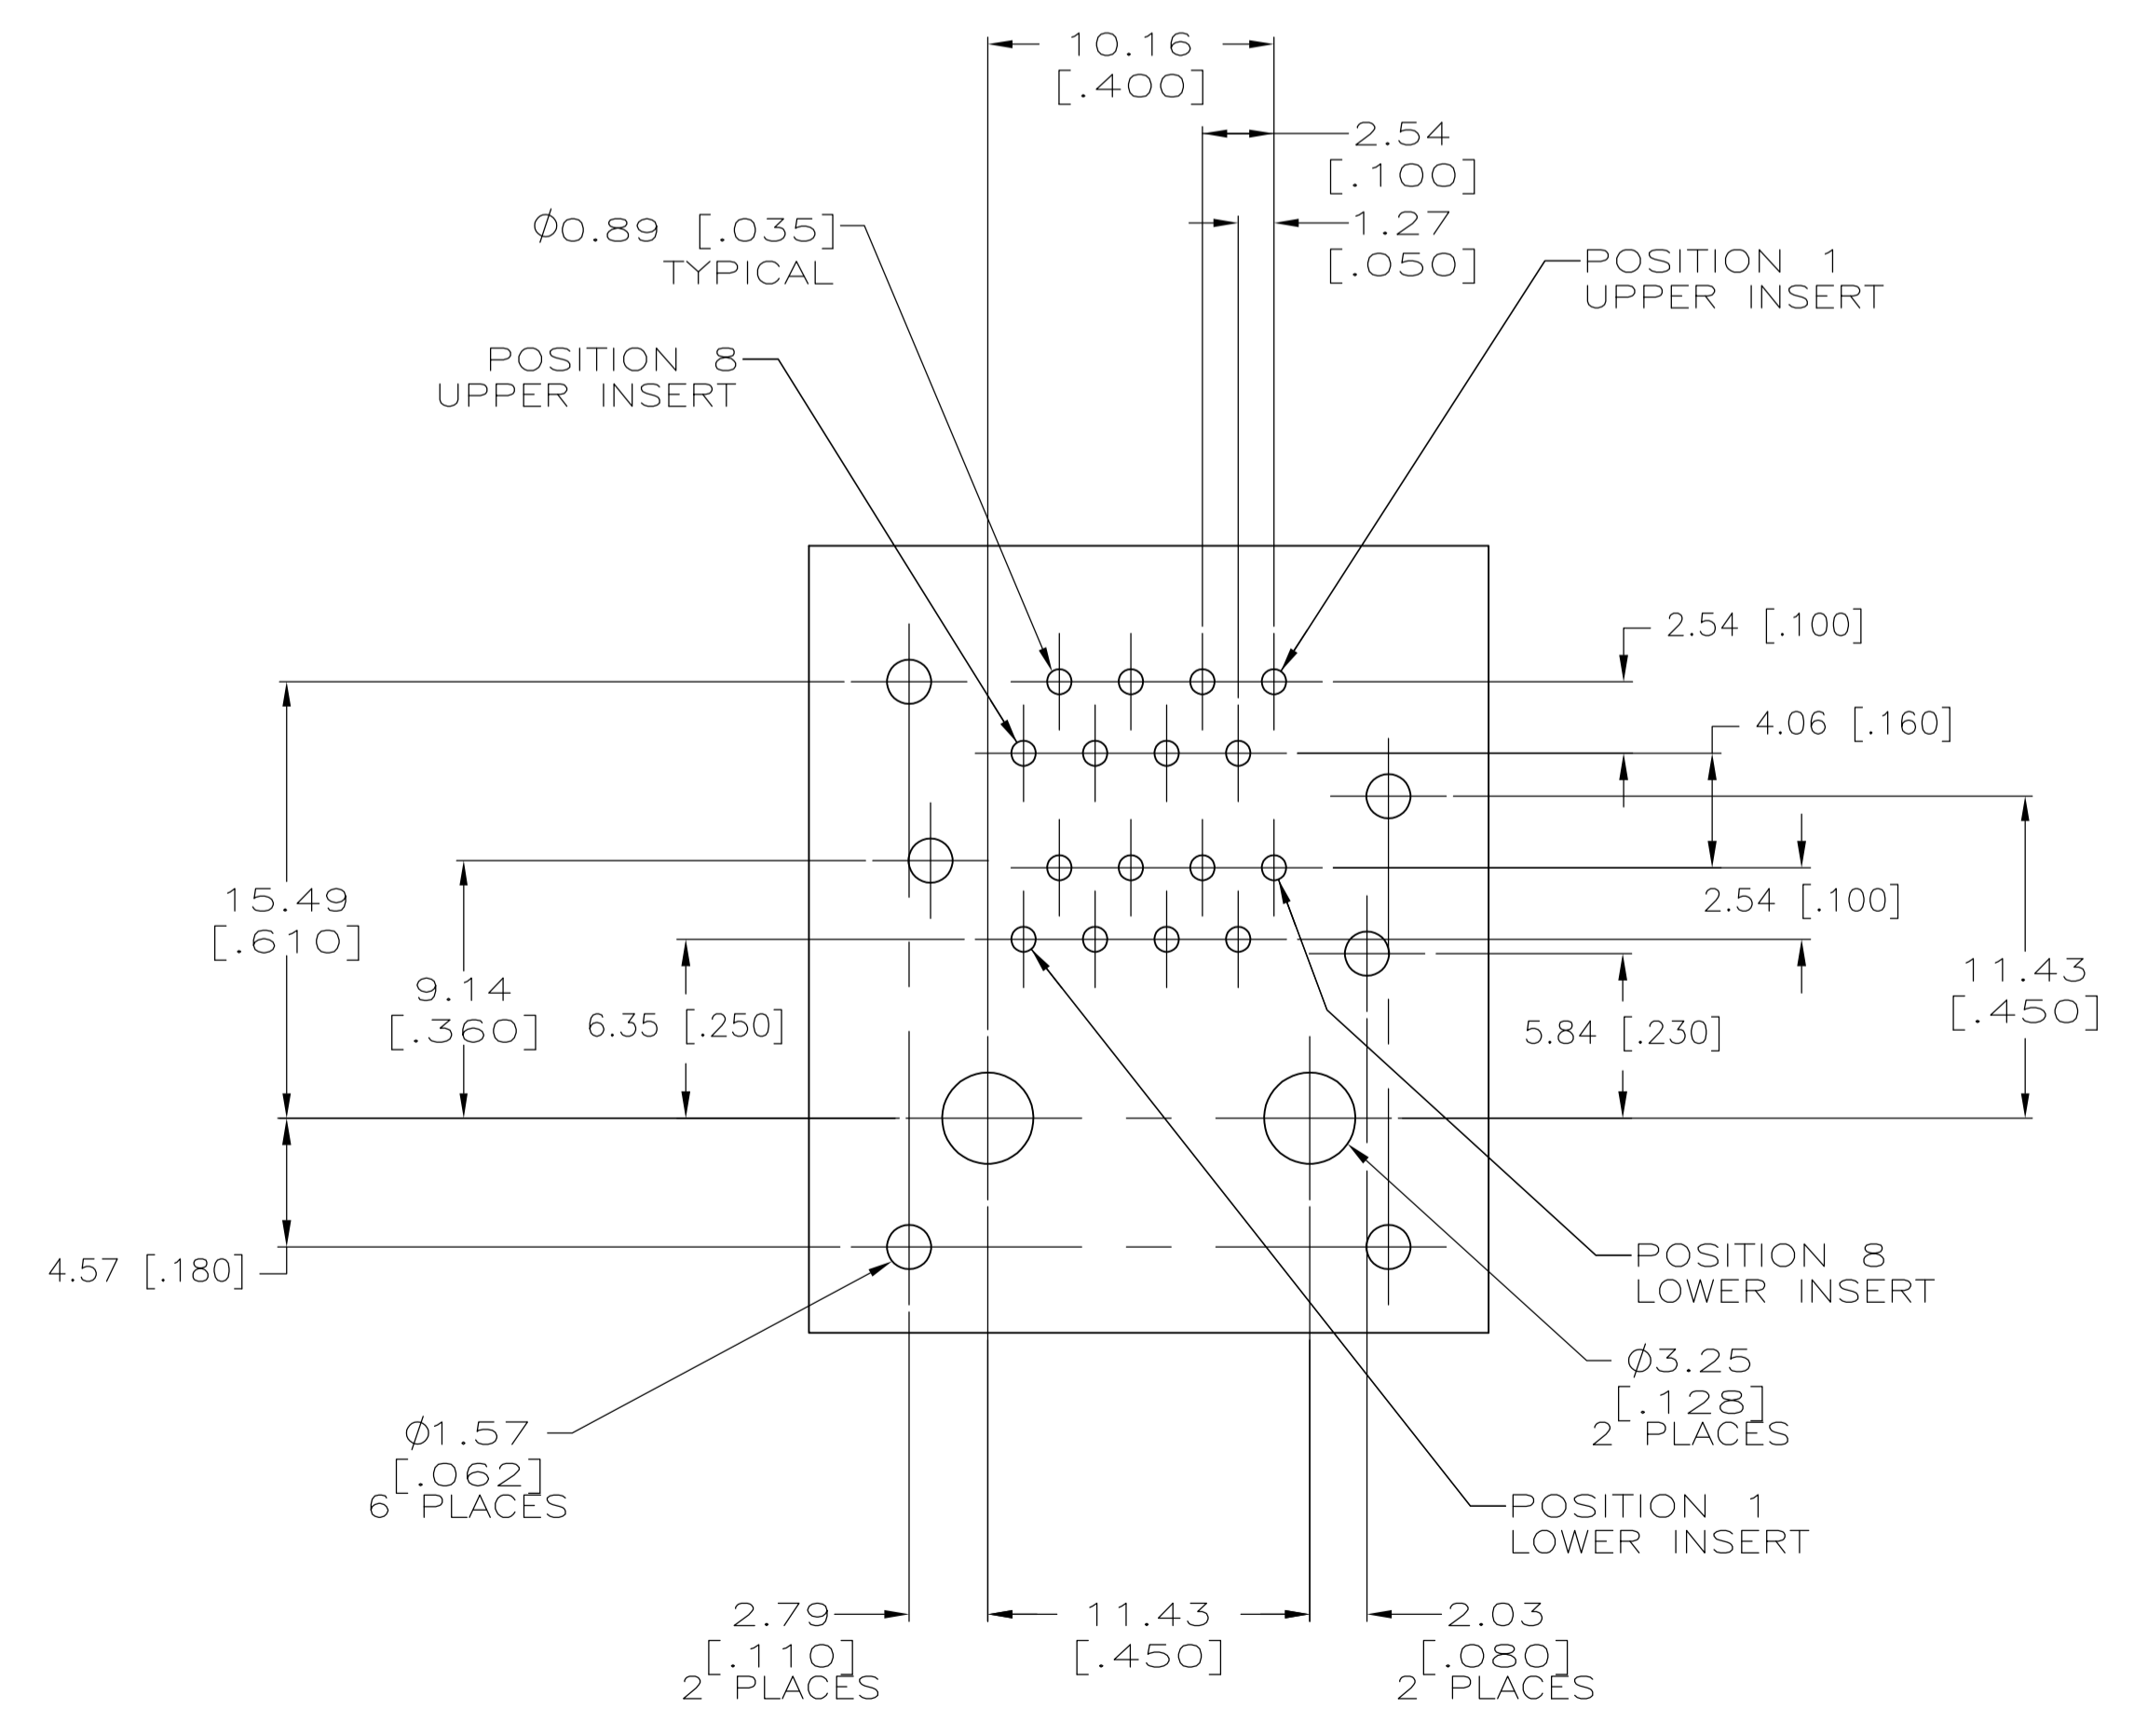 10.16
[.400]
2.54
[.100]
1.27
[.050]
Ø0.89 [.035]
TYPICAL
POSITION 1
UPPER INSERT
POSITION 8
UPPER INSERT
2.54 [.100]
4.06 [.160]
15.49
[.610]
2.54 [.100]
9.14
[.360]
6.35 [.250]
5.84 [.230]
11.43
[.450]
4.57 [.180]
POSITION 8
LOWER INSERT
Ø3.25
[.128]
2 PLACES
Ø1.57
[.062]
6 PLACES
POSITION 1
LOWER INSERT
2.79
[.110]
2 PLACES
11.43
[.450]
2.03
[.080]
2 PLACES